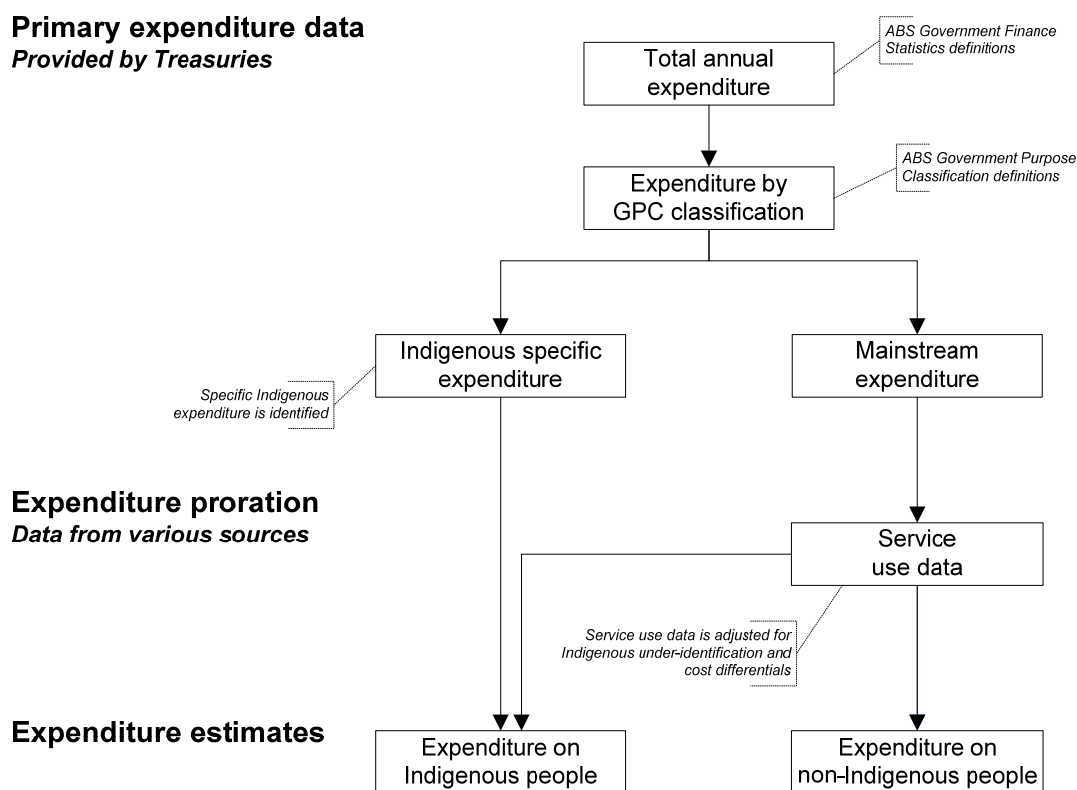 Primary expenditure data
Provided by Treasuries
Total annual
expenditure
ABS Government Finance
Statistics definitions
Expenditure by
GPC classification
ABS Government Purpose
Classification definitions
Indigenous specific
expenditure
Mainstream
expenditure
Specific Indigenous
expenditure is identified
Expenditure proration
Data from various sources
Service
use data
Service use data is adjusted for
Indigenous under-identification and
cost differentials
Expenditure estimates
Expenditure on
Indigenous people
Expenditure on
non-Indigenous people